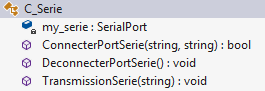 C_Serie
my_serie : SerialPort
ConnecterPortSerie(string, string) : bool
DeconnecterPortSerie() : void
TransmissionSerie(string) : void